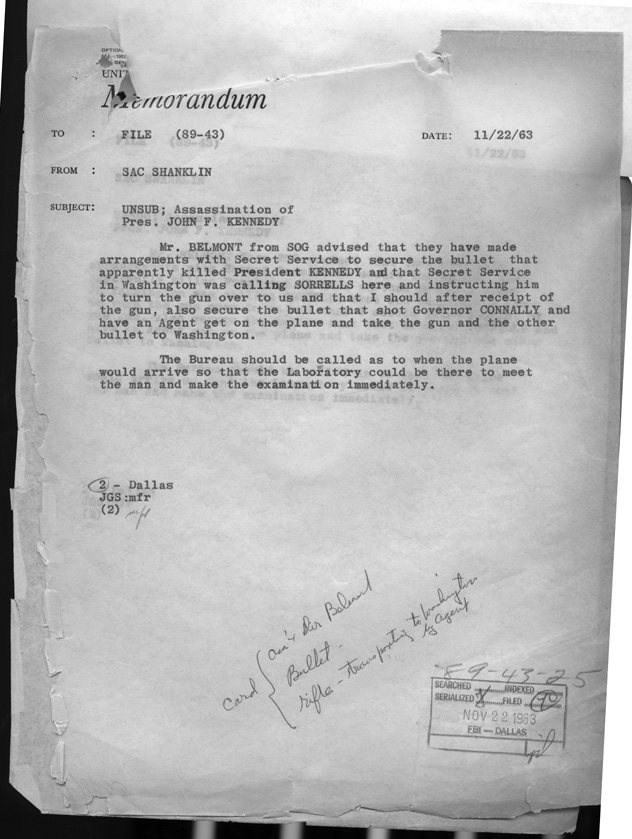 OPTION
UNIT
Memorandum
TO : FILE (89-43) DATE: 11/22/63
FROM : SAC SHANKLIN
SUBJECT: UNSUB; Assassination of
Pres. JOHN F. KENNEDY
Mr. BELMONT from SOG advised that they have made
arrangements with Secret Service to secure the bullet that
apparently killed President KENNEDY and that Secret Service
in Washington was calling SORRELLS here and instructing him
to turn the gun over to us and that I should after receipt of
the gun, also secure the bullet that shot Governor CONNALLY and
have an Agent get on the plane and take the gun and the other
bullet to Washington.
The Bureau should be called as to when the plane
would arrive so that the Laboratory could be there to meet
the man and make the examination immediately.
2 - Dallas
JGS:mfr
(2)
card
Belmont
Bullet -
rifle - transporting to Washington
by agent
89-43-25
SEARCHED INDEXED
SERIALIZED FILED
NOV 22 1963
FBI — DALLAS